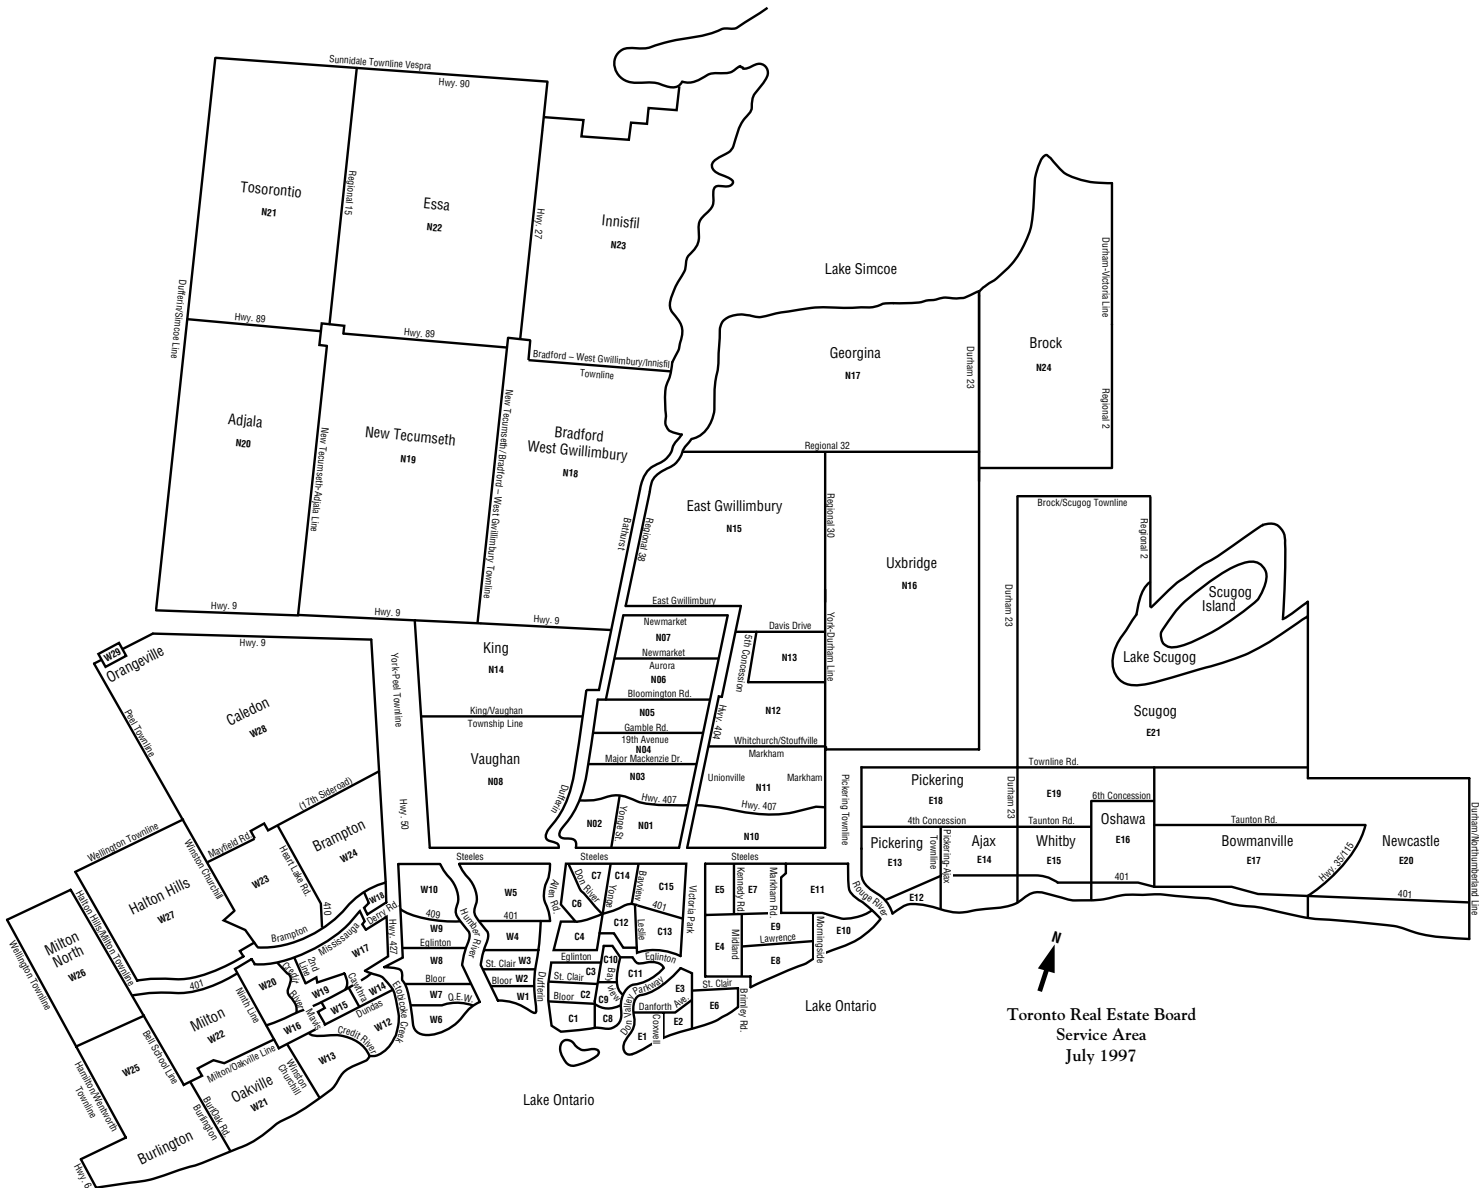 Sunnidale Townline Vespra
Hwy. 90
Tosorontio
N21
Regional 15
Essa
N22
Hwy. 27
Innisfil
N23
Lake Simcoe
Durham-Victoria Line
Dufferin/Simcoe Line
Hwy. 89
Hwy. 89
Bradford – West Gwillimbury/Innisfil
Townline
Georgina
N17
Durham 23
Brock
N24
Regional 2
Adjala
N20
New Tecumseth-Adjala Line
New Tecumseth
N19
New Tecumseth / Bradford – West Gwillimbury Townline
Bradford
West Gwillimbury
N18
Regional 32
Bathurst
Regional 38
East Gwillimbury
N15
Regional 30
Uxbridge
N16
Brock/Scugog Townline
Regional 2
Durham 23
Scugog
Island
Lake Scugog
Scugog
E21
Hwy. 9
Hwy. 9
Hwy. 9
Hwy. 9
East Gwillimbury
Newmarket
N07
Newmarket
Aurora
N06
Bloomington Rd.
N05
Gamble Rd.
19th Avenue
N04
Major Mackenzie Dr.
N03
Hwy. 407
N02
Yonge St.
N01
Davis Drive
5th Concession
N13
York-Durham Line
N12
Hwy. 404
Whitchurch/Stouffville
Markham
Unionville
Markham
N11
Hwy. 407
N10
Pickering Townline
W29
Orangeville
Peel Townline
Caledon
W28
York-Peel Townline
King
N14
King/Vaughan
Township Line
Vaughan
N08
Dufferin
Hwy. 50
(17th Sideroad)
Mayfield Rd.
Wellington Townline
Winston Churchill
Brampton
W24
Heart Lake Rd.
W23
410
Halton Hills
W27
Halton Hills/Milton Townline
Milton
North
W26
Wellington Townline
Brampton
Mississauga
W18
Derry Rd.
Hwy. 427
W17
2nd
Line
401
Ninth Line
W20
Credit
River
W19
Cawthra
W14
W15
Dundas
Mavis
W16
W12
Etobicoke Creek
Credit River
W13
Milton
W22
Bell School Line
Milton/Oakville Line
Winston
Churchill
W25
Hamilton/Wentworth
Townline
Oakville
W21
Burl Oak Rd.
Burlington
Burlington
Hwy. 6
Steeles
Steeles
Steeles
W10
409
W9
Eglinton
W8
Bloor
W7
Q.E.W.
W6
Humber River
W5
401
Allen Rd.
W4
St. Clair
W3
Bloor
W2
W1
Dufferin
C7
C14
C15
Don River
Yonge
Bayview
C6
401
C12
Leslie
C13
Victoria Park
C4
Eglinton
Eglinton
C10
C11
C3
St. Clair
Bay
view
Bloor
C2
C9
C1
C8
Don Valley
Parkway
E3
Danforth Ave.
E1
Coxwell
E2
E5
Kennedy Rd
E7
Markham Rd.
E11
Rouge River
E10
E9
Lawrence
Morningside
E4
Midland
E8
St. Clair
E6
Brimley Rd.
Townline Rd.
Pickering
E18
4th Concession
Durham 23
E19
6th Concession
Taunton Rd.
Oshawa
E16
Taunton Rd.
Pickering
E13
Pickering-Ajax
Townline
Ajax
E14
Whitby
E15
401
E12
Bowmanville
E17
Hwy. 35/115
Newcastle
E20
401
Durham/Northumberland Line
Lake Ontario
Lake Ontario
N
Toronto Real Estate Board
Service Area
July 1997